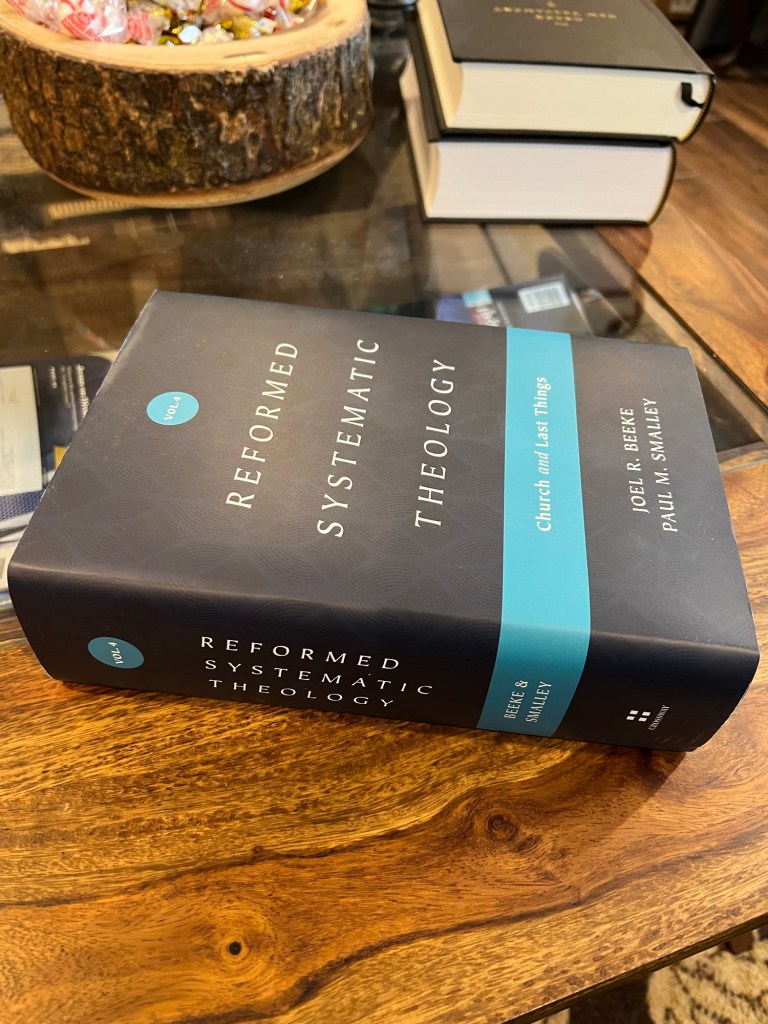 VOL.4
REFORMED
SYSTEMATIC
THEOLOGY
Church and Last Things
JOEL R. BEEKE
PAUL M. SMALLEY
VOL.4
REFORMED
SYSTEMATIC
THEOLOGY
BEEKE &
SMALLEY
CROSSWAY